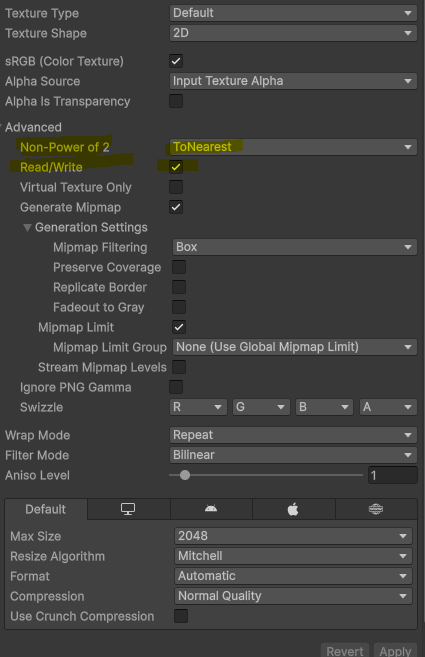 Texture Type Default
Texture Shape 2D
sRGB (Color Texture)
Alpha Source Input Texture Alpha
Alpha Is Transparency
Advanced
Non-Power of 2 ToNearest
Read/Write
Virtual Texture Only
Generate Mipmap
Generation Settings
Mipmap Filtering Box
Preserve Coverage
Replicate Border
Fadeout to Gray
Mipmap Limit
Mipmap Limit Group None (Use Global Mipmap Limit)
Stream Mipmap Levels
Ignore PNG Gamma
Swizzle R G B A
Wrap Mode Repeat
Filter Mode Bilinear
Aniso Level 1
Default
Max Size 2048
Resize Algorithm Mitchell
Format Automatic
Compression Normal Quality
Use Crunch Compression
Revert Apply